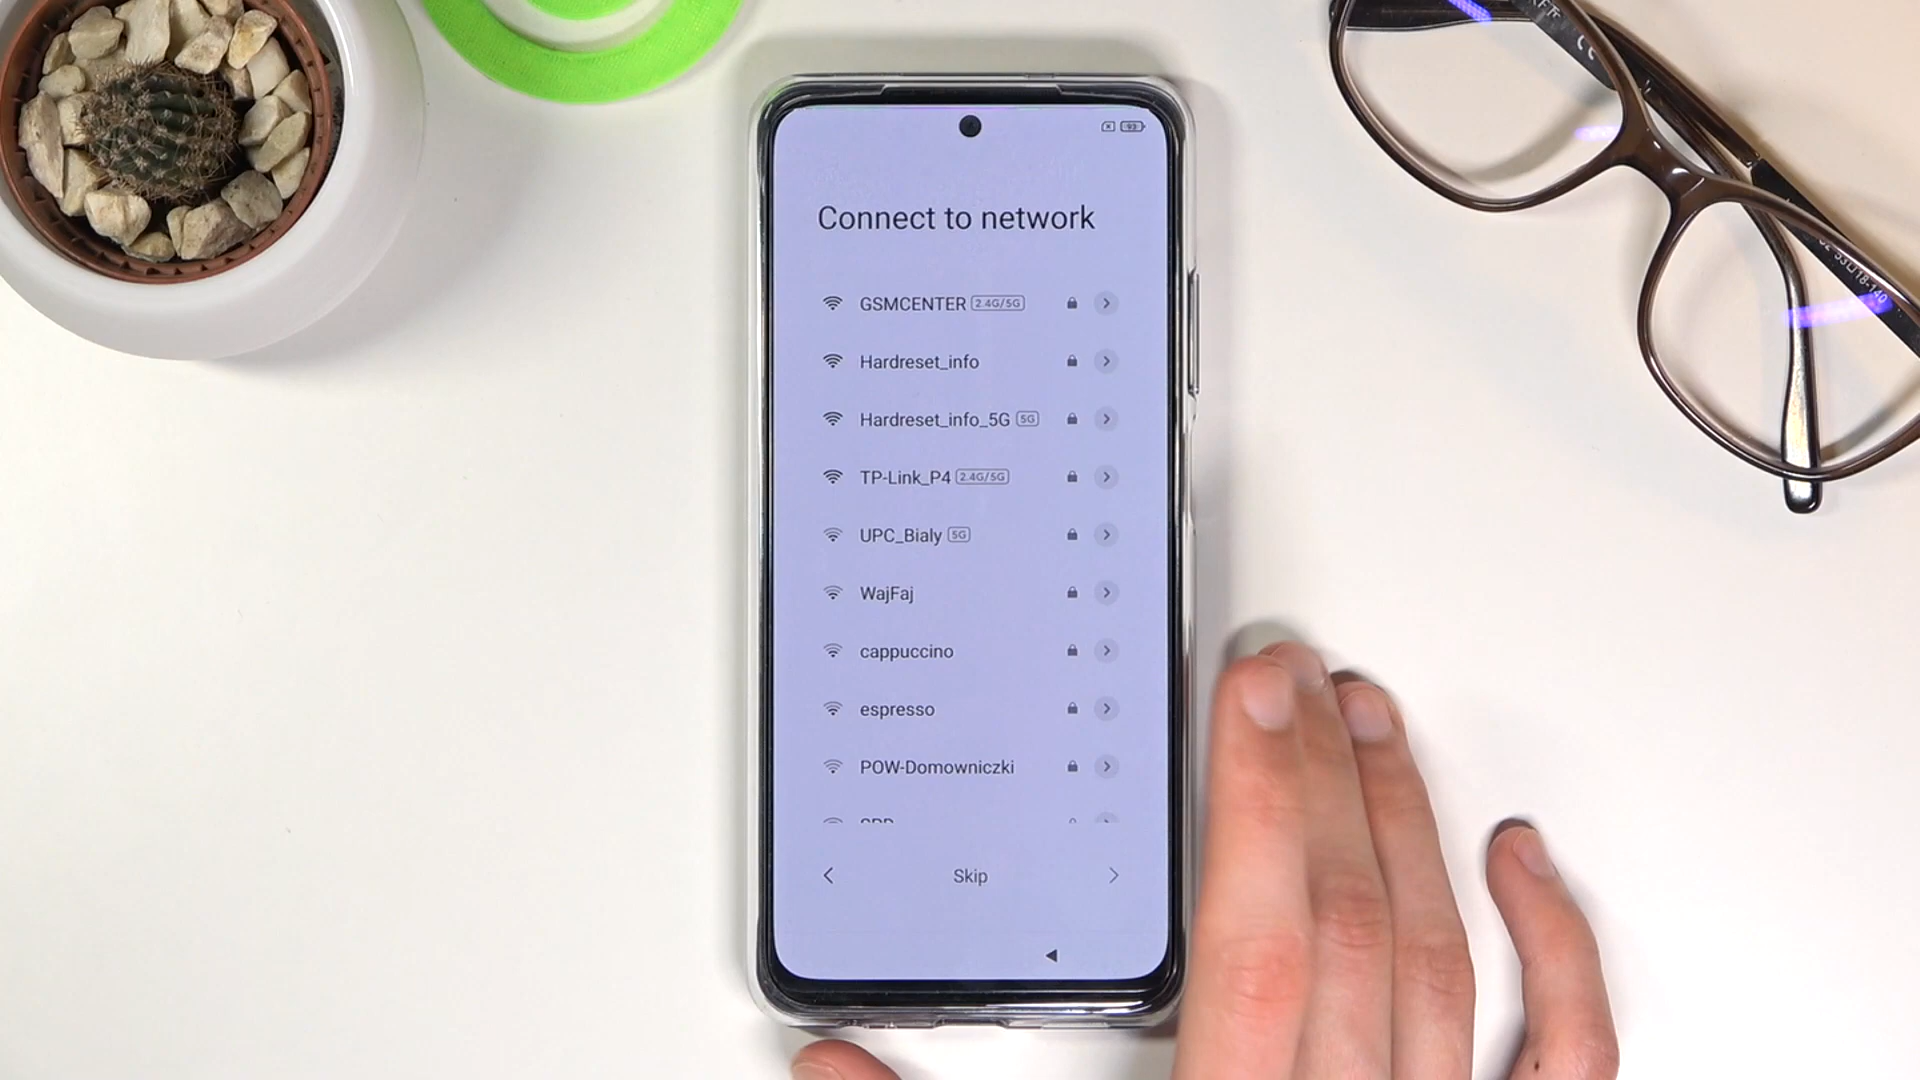 93
Connect to network
GSMCENTER 2.4G/5G
Hardreset_info
Hardreset_info_5G 5G
TP-Link_P4 2.4G/5G
UPC_Bialy 5G
WajFaj
cappuccino
espresso
POW-Domowniczki
Skip